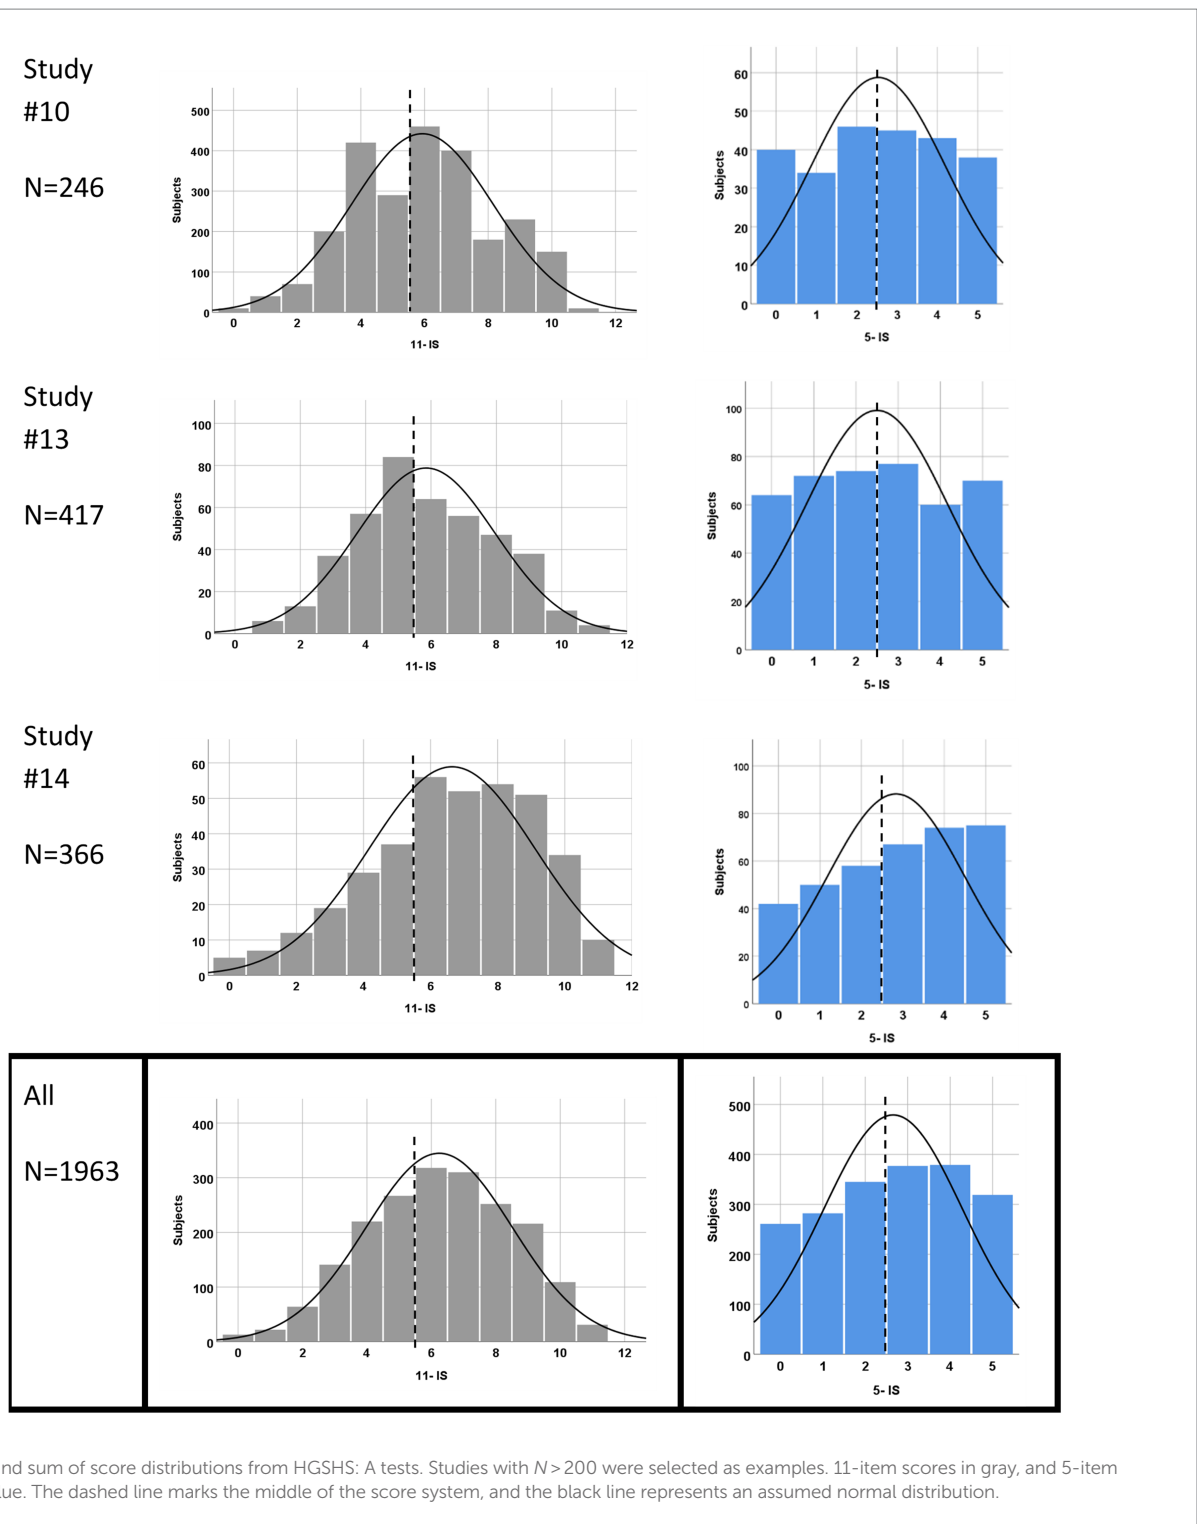 Study
#10
N=246
500
400
300
200
100
0
Subjects
0 2 4 6 8 10 12
11- IS
60
50
40
30
20
10
0
Subjects
0 1 2 3 4 5
5- IS
Study
#13
N=417
100
80
60
40
20
0
Subjects
0 2 4 6 8 10 12
11- IS
100
80
60
40
20
0
Subjects
0 1 2 3 4 5
5- IS
Study
#14
N=366
60
50
40
30
20
10
0
Subjects
0 2 4 6 8 10 12
11- IS
100
80
60
40
20
0
Subjects
0 1 2 3 4 5
5- IS
All
N=1963
400
300
200
100
0
Subjects
0 2 4 6 8 10 12
11- IS
500
400
300
200
100
0
Subjects
0 1 2 3 4 5
5- IS
nd sum of score distributions from HGSHS: A tests. Studies with N > 200 were selected as examples. 11-item scores in gray, and 5-item
ue. The dashed line marks the middle of the score system, and the black line represents an assumed normal distribution.